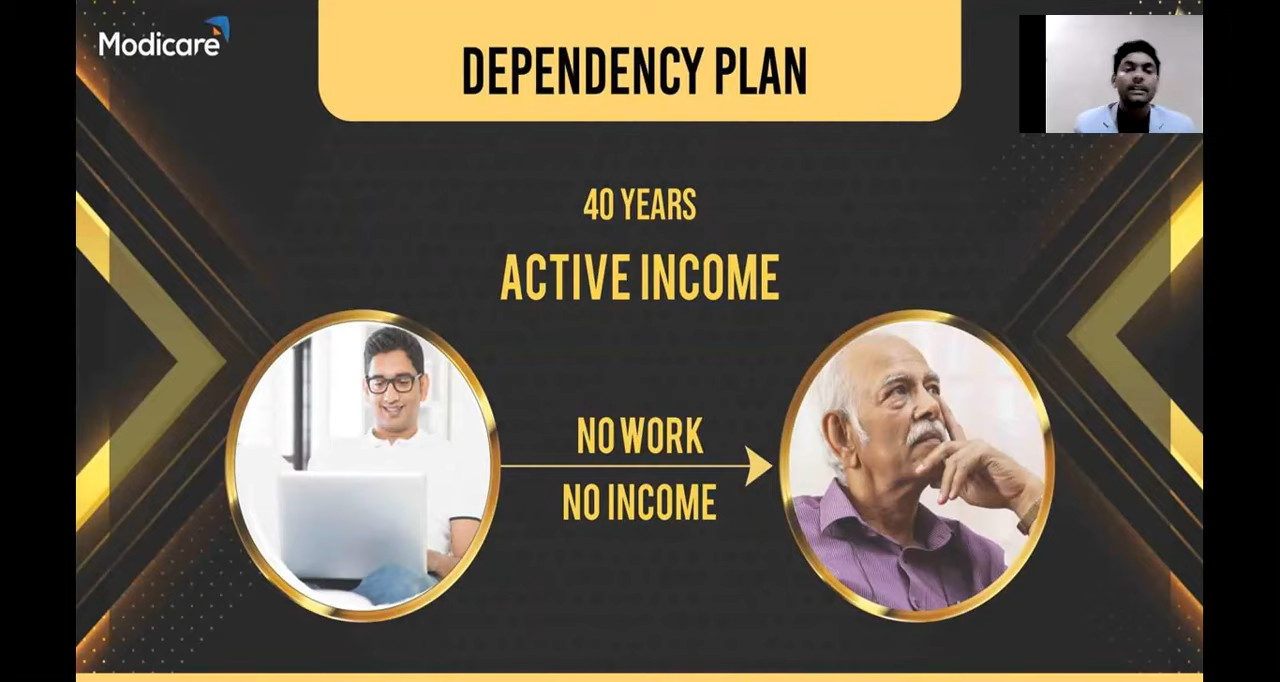 Modicare
DEPENDENCY PLAN
40 YEARS
ACTIVE INCOME
NO WORK
NO INCOME